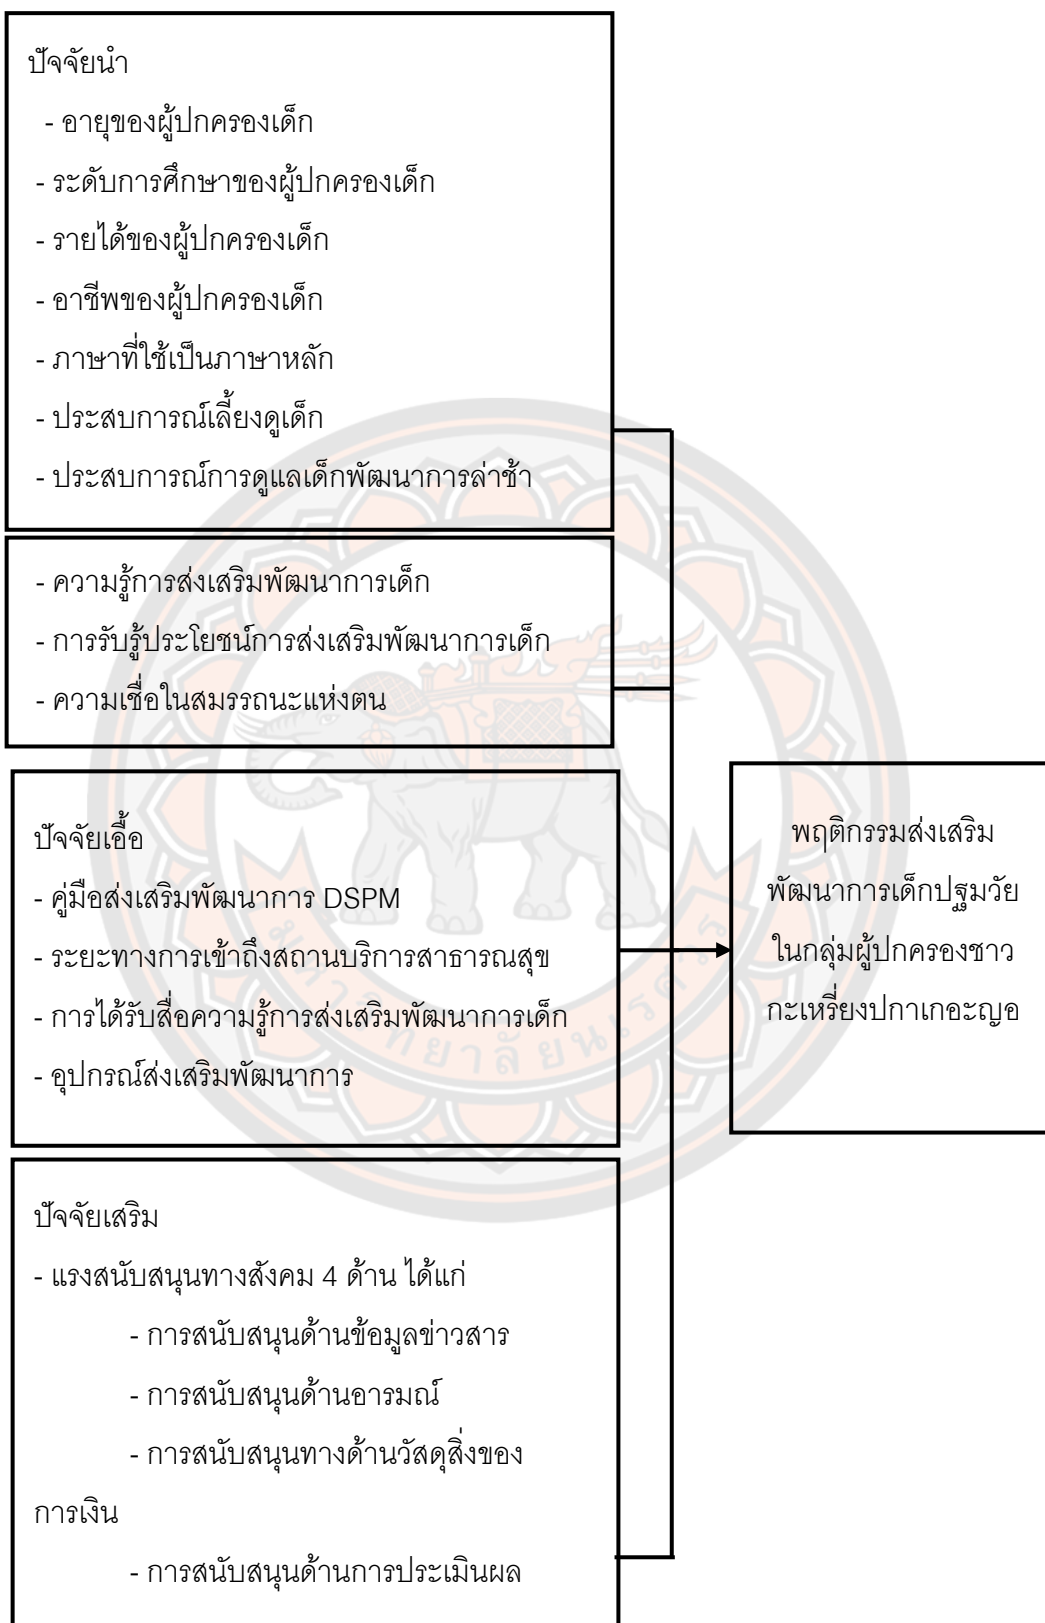 ปัจจัยนำ
- อายุของผู้ปกครองเด็ก
- ระดับการศึกษาของผู้ปกครองเด็ก
- รายได้ของผู้ปกครองเด็ก
- อาชีพของผู้ปกครองเด็ก
- ภาษาที่ใช้เป็นภาษาหลัก
- ประสบการณ์เลี้ยงดูเด็ก
- ประสบการณ์การดูแลเด็กพัฒนาการล่าช้า
- ความรู้การส่งเสริมพัฒนาการเด็ก
- การรับรู้ประโยชน์การส่งเสริมพัฒนาการเด็ก
- ความเชื่อในสมรรถนะแห่งตน
ปัจจัยเอื้อ
- คู่มือส่งเสริมพัฒนาการ DSPM
- ระยะทางการเข้าถึงสถานบริการสาธารณสุข
- การได้รับสื่อความรู้การส่งเสริมพัฒนาการเด็ก
- อุปกรณ์ส่งเสริมพัฒนาการ
ปัจจัยเสริม
- แรงสนับสนุนทางสังคม 4 ด้าน ได้แก่
- การสนับสนุนด้านข้อมูลข่าวสาร
- การสนับสนุนด้านอารมณ์
- การสนับสนุนทางด้านวัสดุสิ่งของ
การเงิน
- การสนับสนุนด้านการประเมินผล
พฤติกรรมส่งเสริม
พัฒนาการเด็กปฐมวัย
ในกลุ่มผู้ปกครองชาว
กะเหรี่ยงปกาเกอะญอ
มหาวิทยาลัยนเรศวร